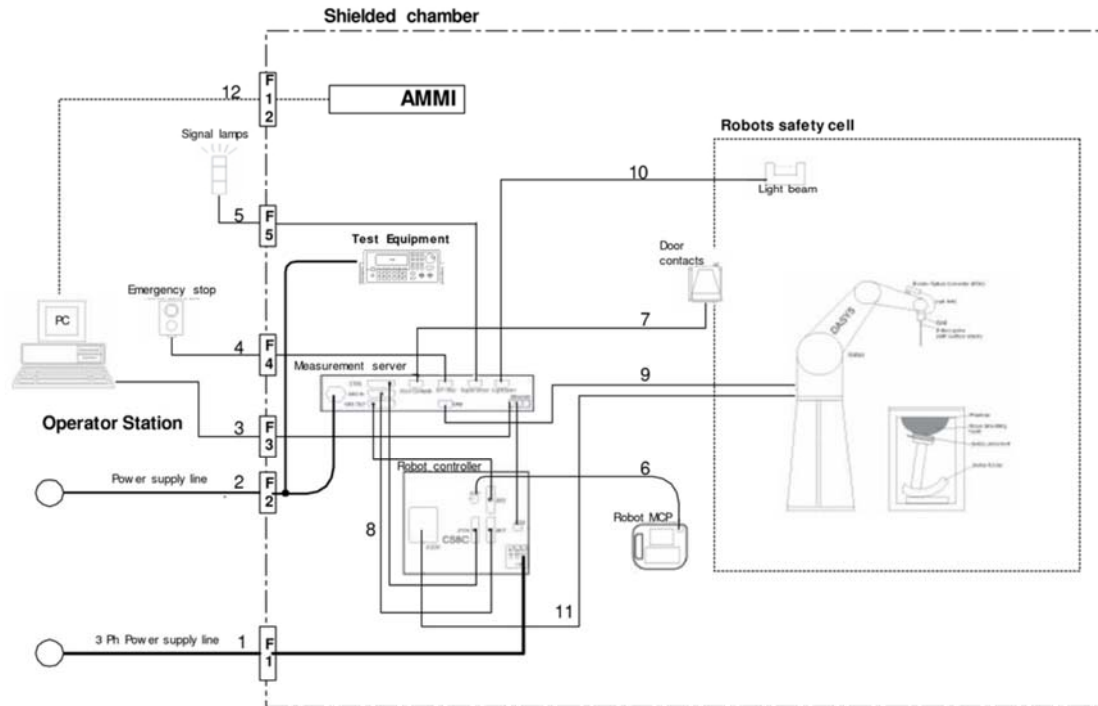 Shielded chamber
12
F
1
2
AMMI
Signal lamps
Robots safety cell
10
Light beam
5
F
5
Test Equipment
Door
contacts
Emergency stop
PC
DASYS
7
4
F
4
Measurement server
9
Operator Station
3
F
3
Power supply line
2
F
2
Robot controller
6
8
CS8C
Robot MCP
11
3 Ph Power supply line
1
F
1